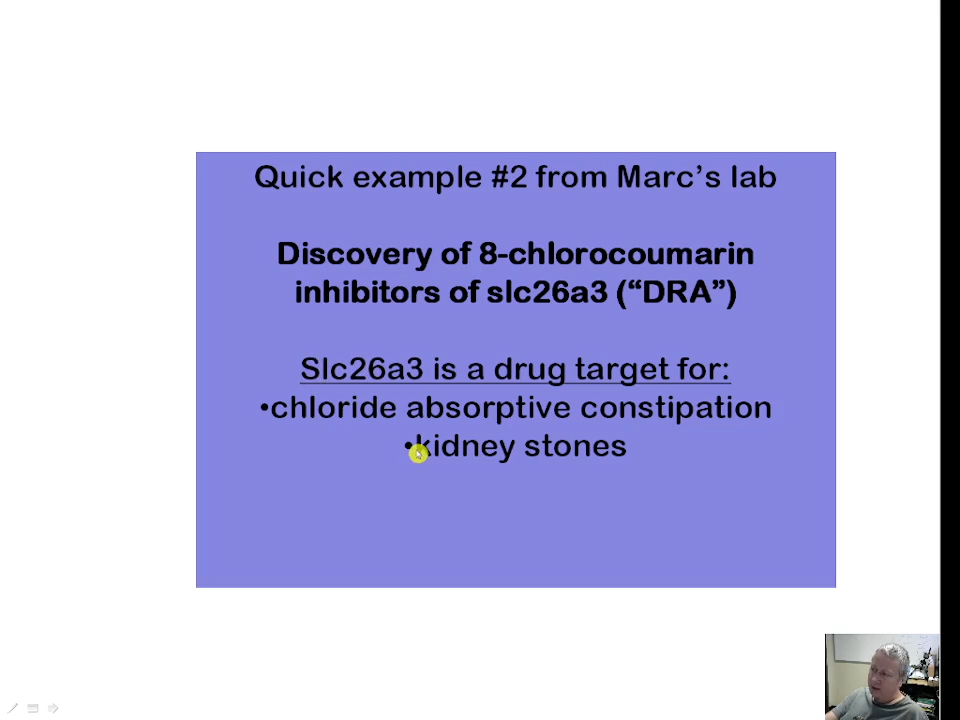 Quick example #2 from Marc's lab
Discovery of 8-chlorocoumarin
inhibitors of slc26a3 (“DRA”)
Slc26a3 is a drug target for:
•chloride absorptive constipation
•kidney stones